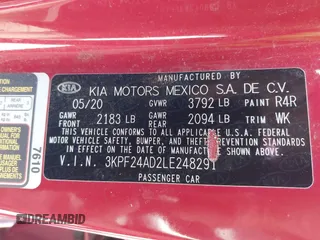 MANUFACTURED BY
KIA KIA MOTORS MEXICO S.A. DE C.V.
05/20 GVWR 3792 LB PAINT R4R
GAWR FRONT 2183 LB GAWR REAR 2094 LB TRIM WK
CONFORMS TO ALL APPLICABLE
U.S. FEDERAL MOTOR VEHICLE SAFETY, BUMPER,
AND THEFT PREVENTION STANDARDS
IN EFFECT ON THE DATE OF
MANUFACTURE SHOWN ABOVE.
V.I.N. 3KPF24AD2LE248291
PASSENGER CAR
7610
DREAMBID